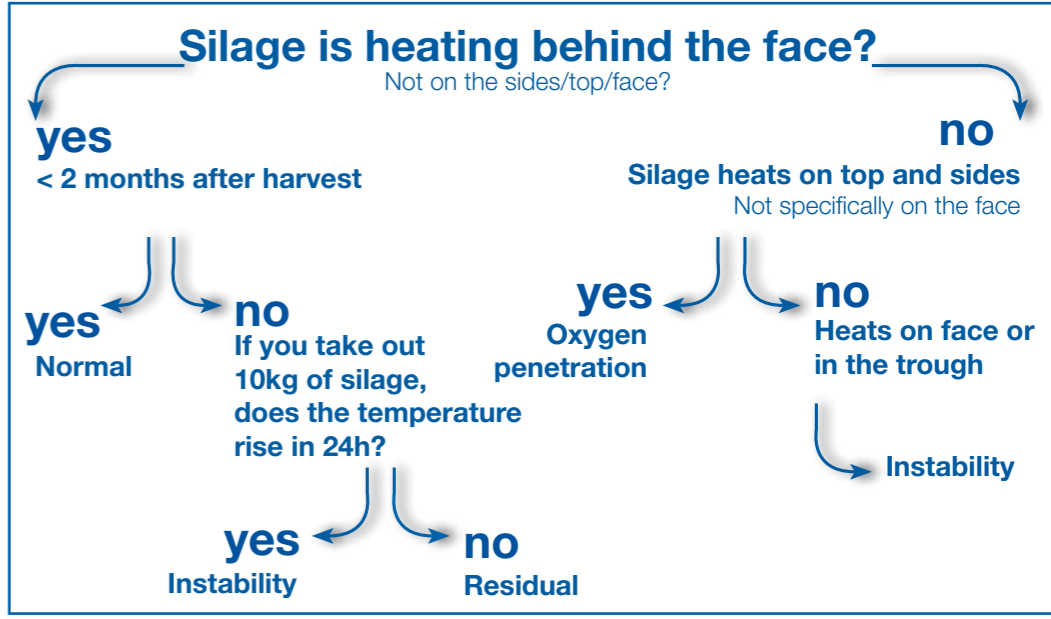 Silage is heating behind the face?
Not on the sides/top/face?
yes
< 2 months after harvest
no
Silage heats on top and sides
Not specifically on the face
yes
Normal
no
If you take out
10kg of silage,
does the temperature
rise in 24h?
yes
Oxygen
penetration
no
Heats on face or
in the trough
Instability
yes
Instability
no
Residual